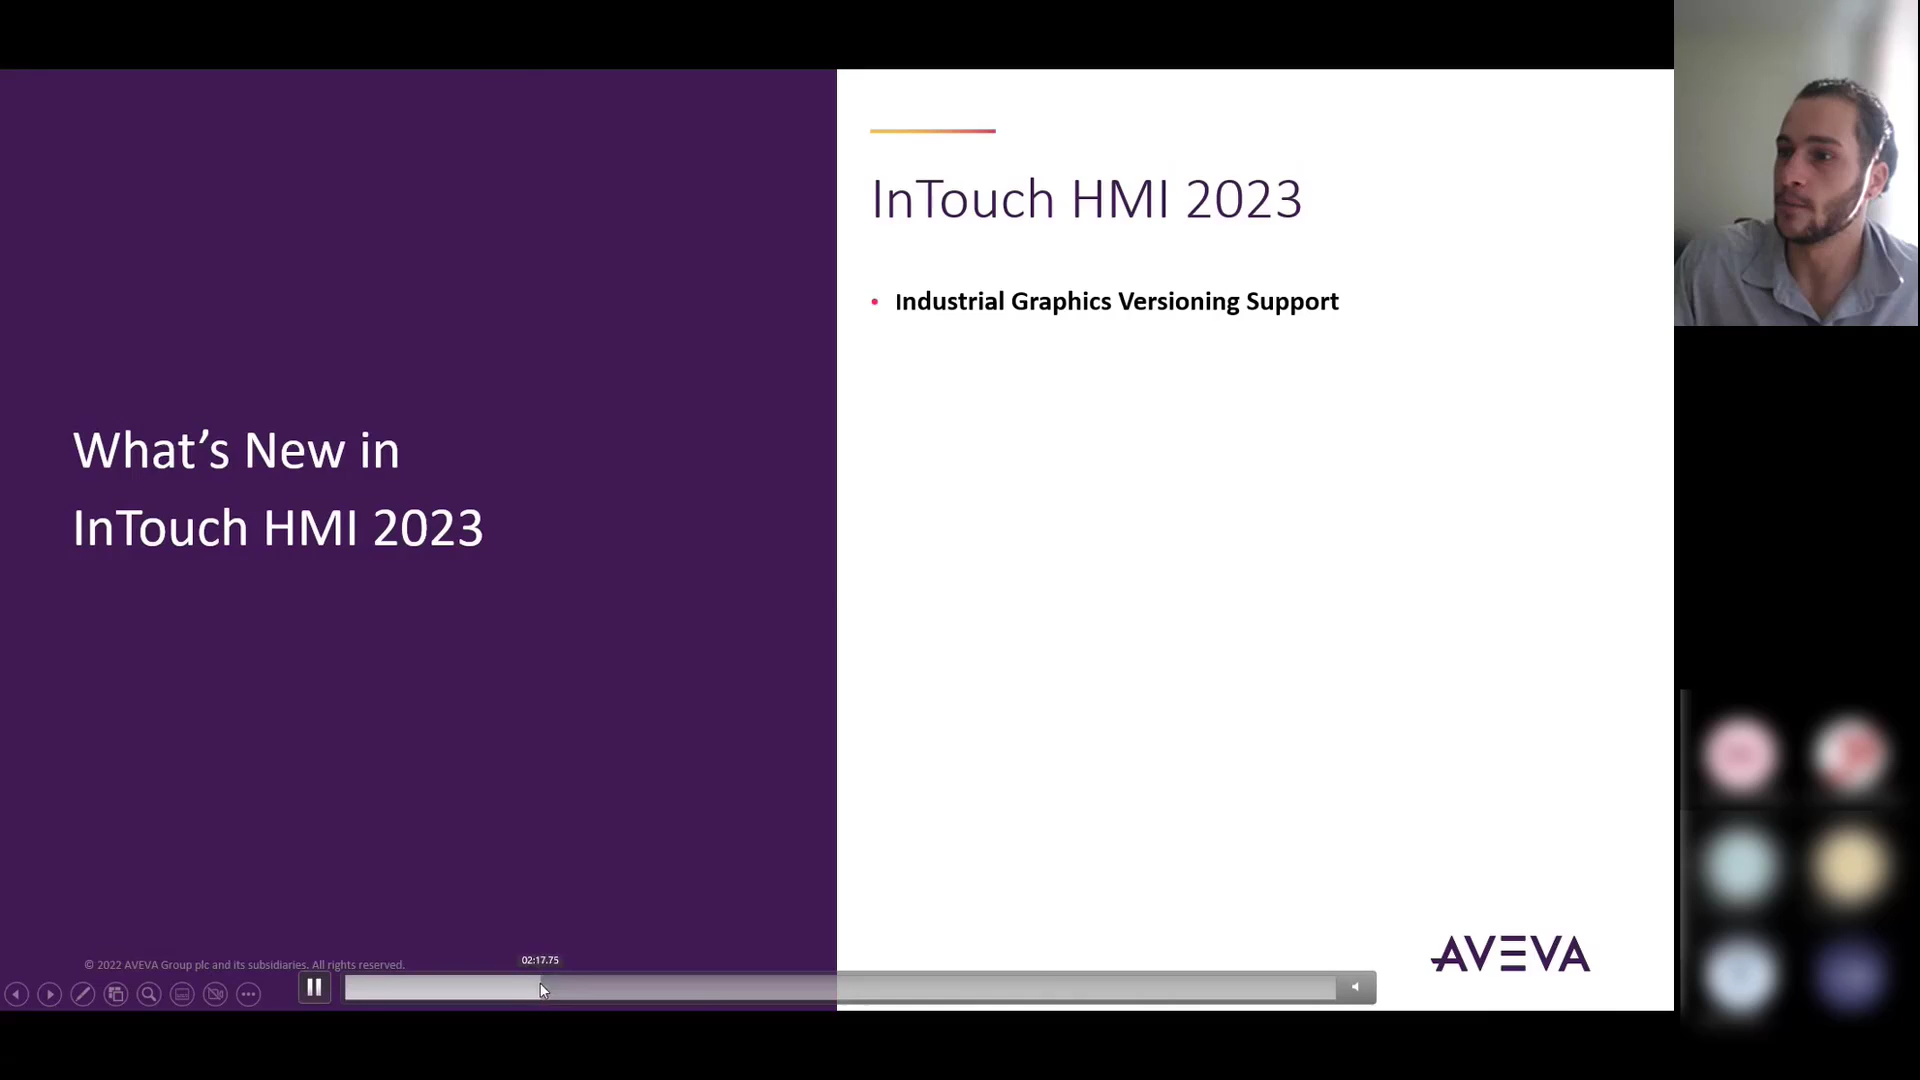 What's New in
InTouch HMI 2023
InTouch HMI 2023
• Industrial Graphics Versioning Support
© 2022 AVEVA Group plc and its subsidiaries. All rights reserved.
02:17.75
AVEVA